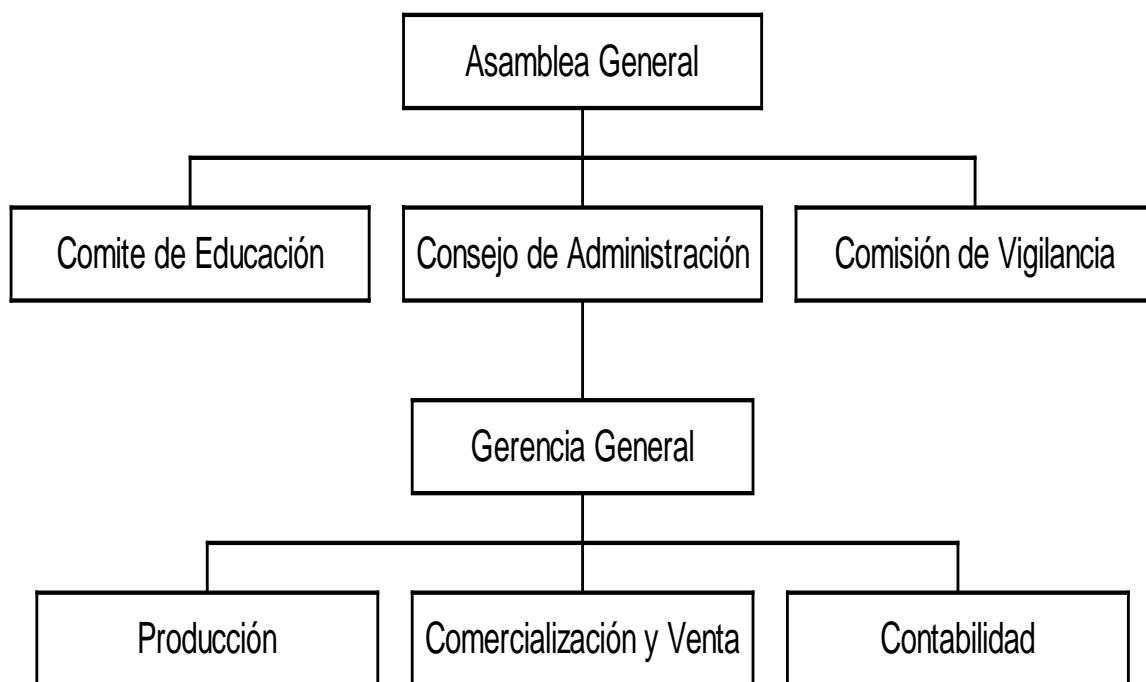 Asamblea General
Comite de Educación
Consejo de Administración
Comisión de Vigilancia
Gerencia General
Producción
Comercialización y Venta
Contabilidad